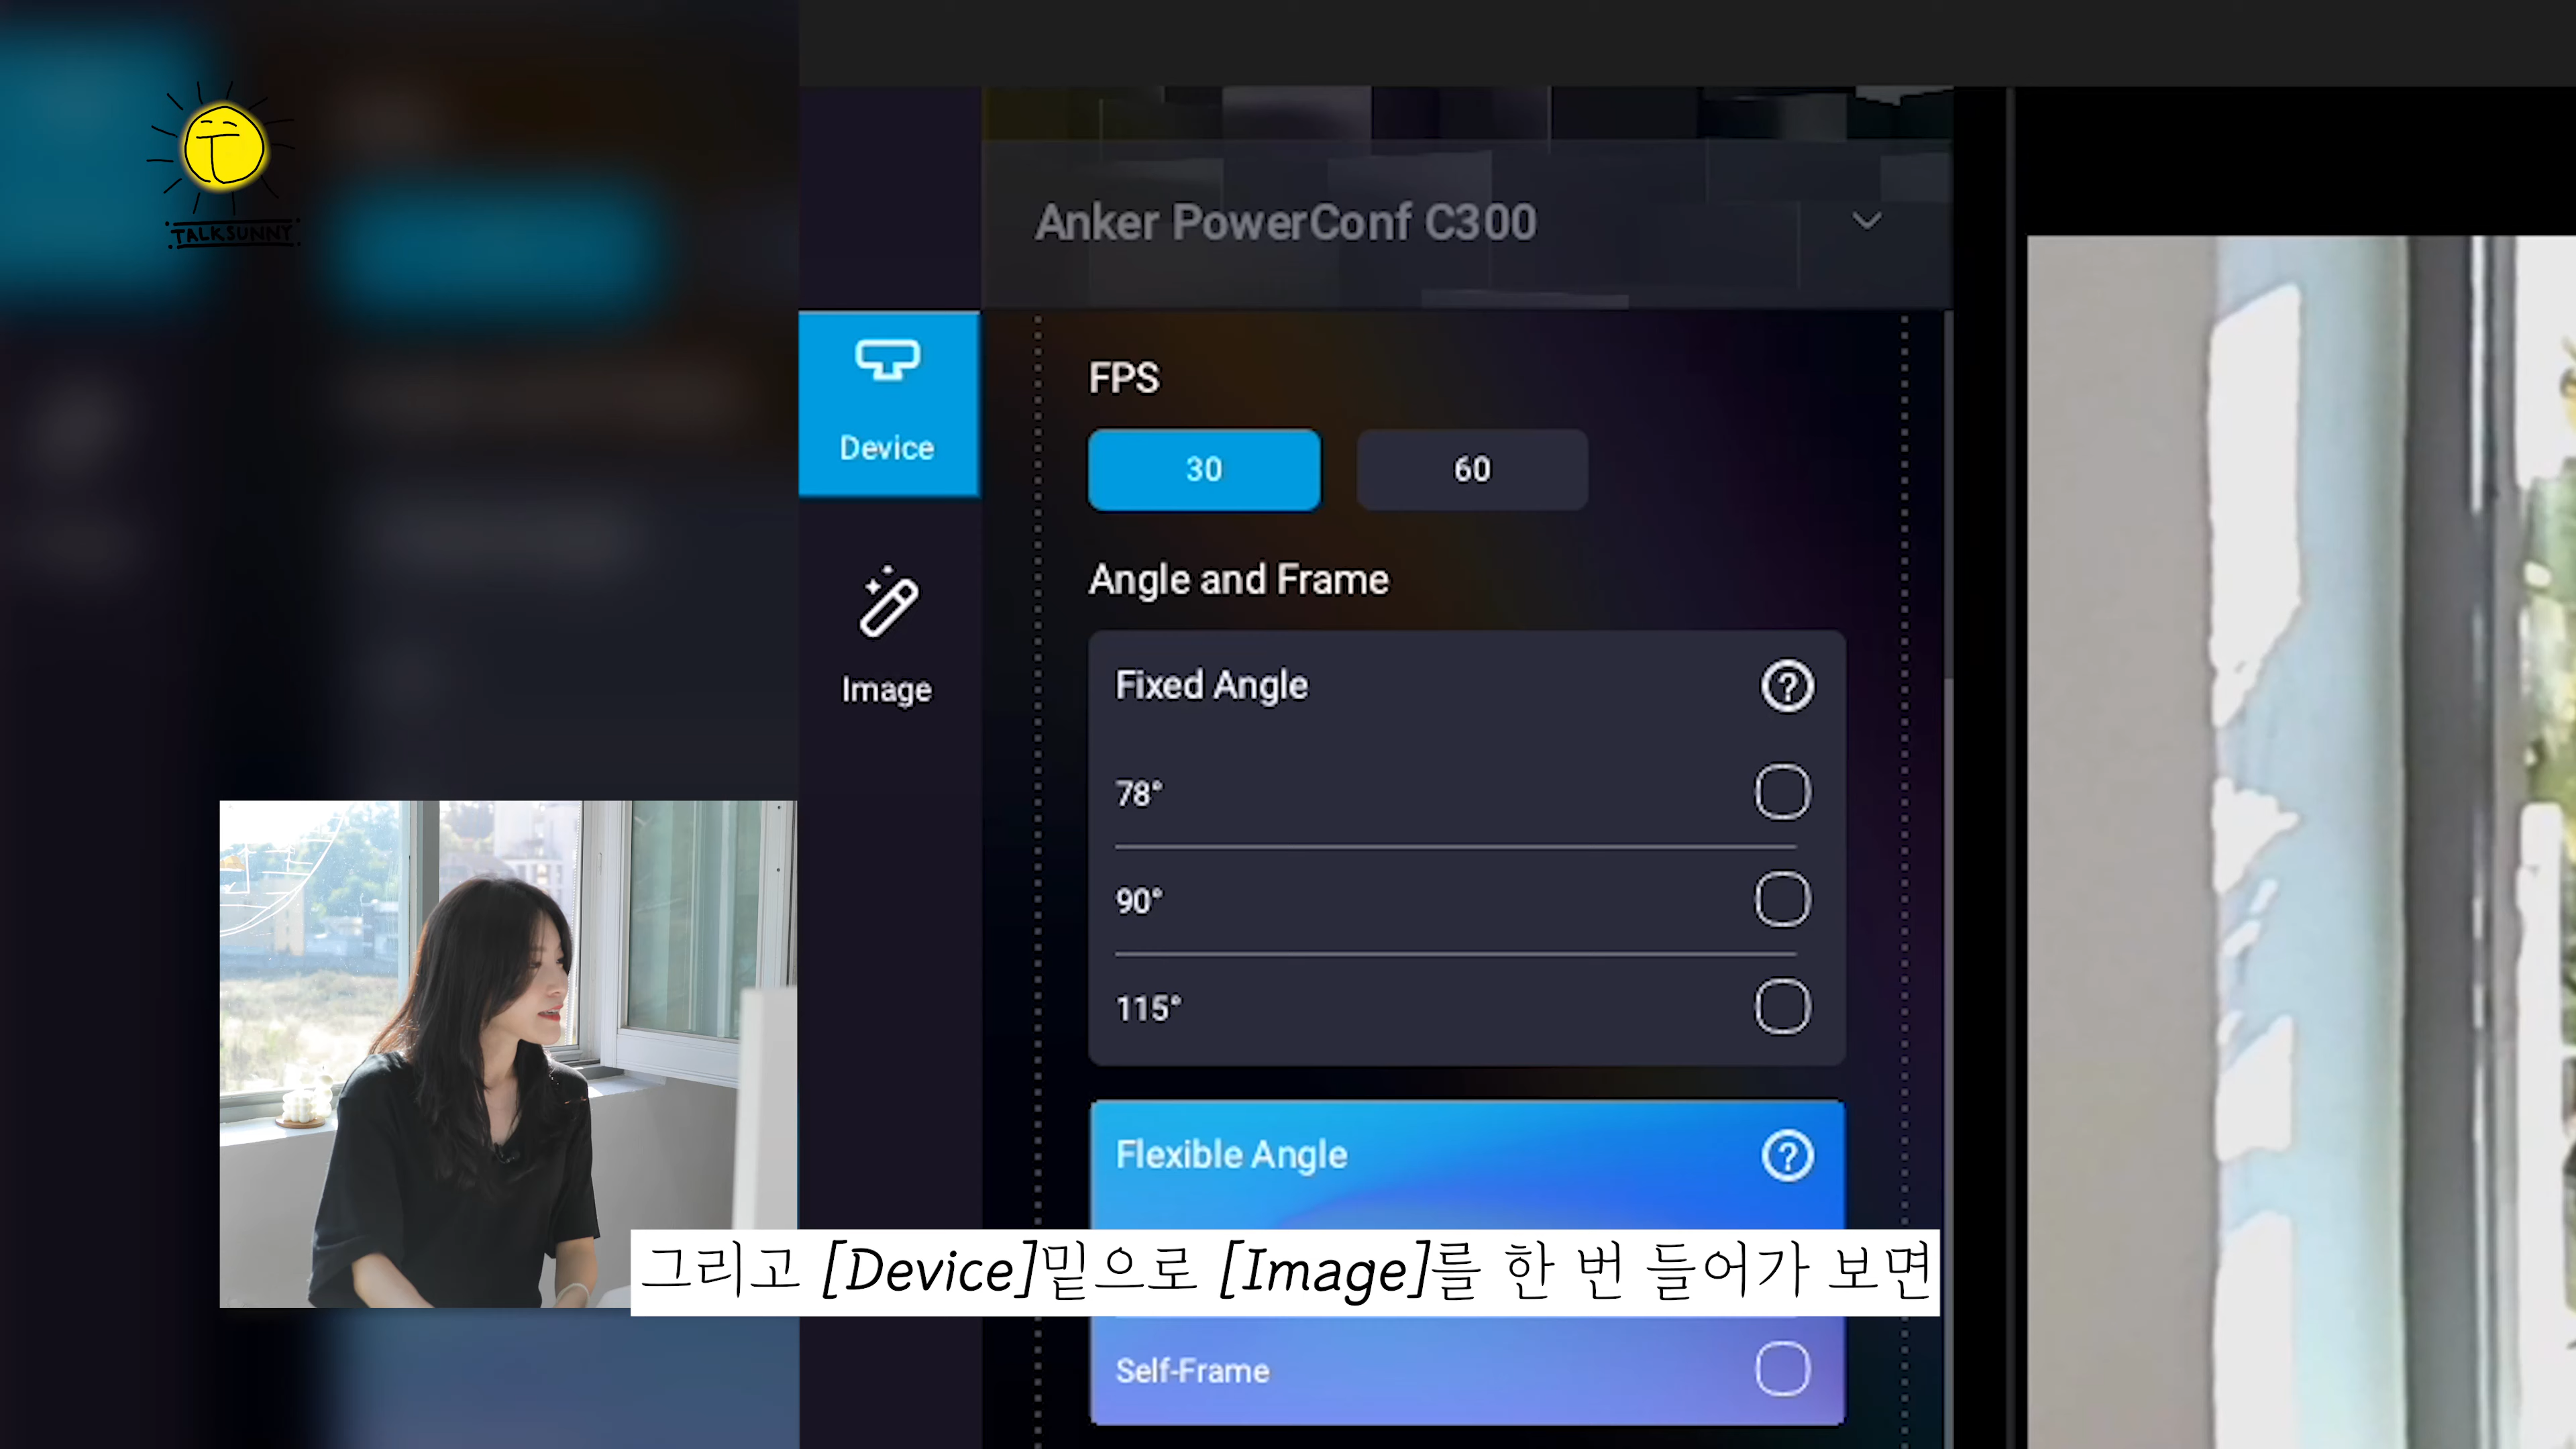 T
TALKSUNNY
Anker PowerConf C300
Device
Image
FPS
30
60
Angle and Frame
Fixed Angle
78°
90°
115°
Flexible Angle
그리고 [Device]밑으로 [Image]를 한 번 들어가 보면
Self-Frame